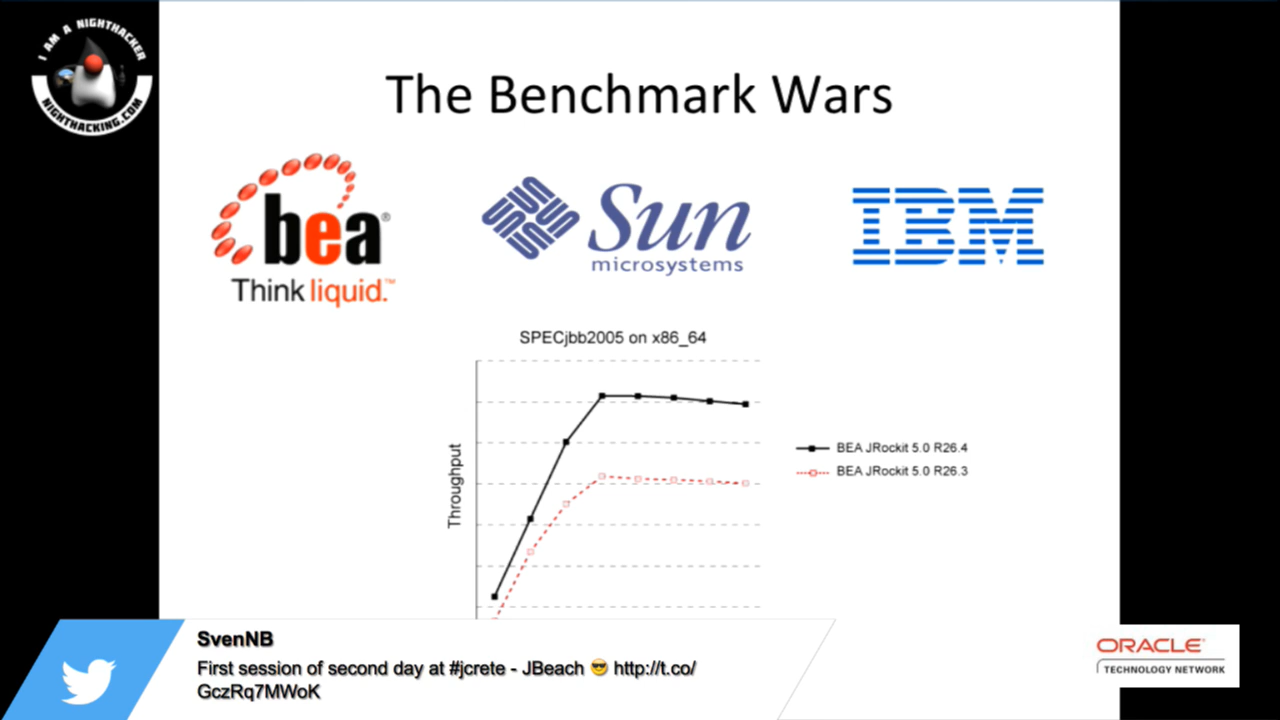 I AM A NIGHTHACKER
NIGHTHACKING.COM
The Benchmark Wars
bea®
Think liquid.™
Sun
microsystems
IBM
SPECjbb2005 on x86_64
Throughput
BEA JRockit 5.0 R26.4
BEA JRockit 5.0 R26.3
SvenNB
First session of second day at #jcrete - JBeach 😎 http://t.co/
GczRq7MWoK
ORACLE®
TECHNOLOGY NETWORK